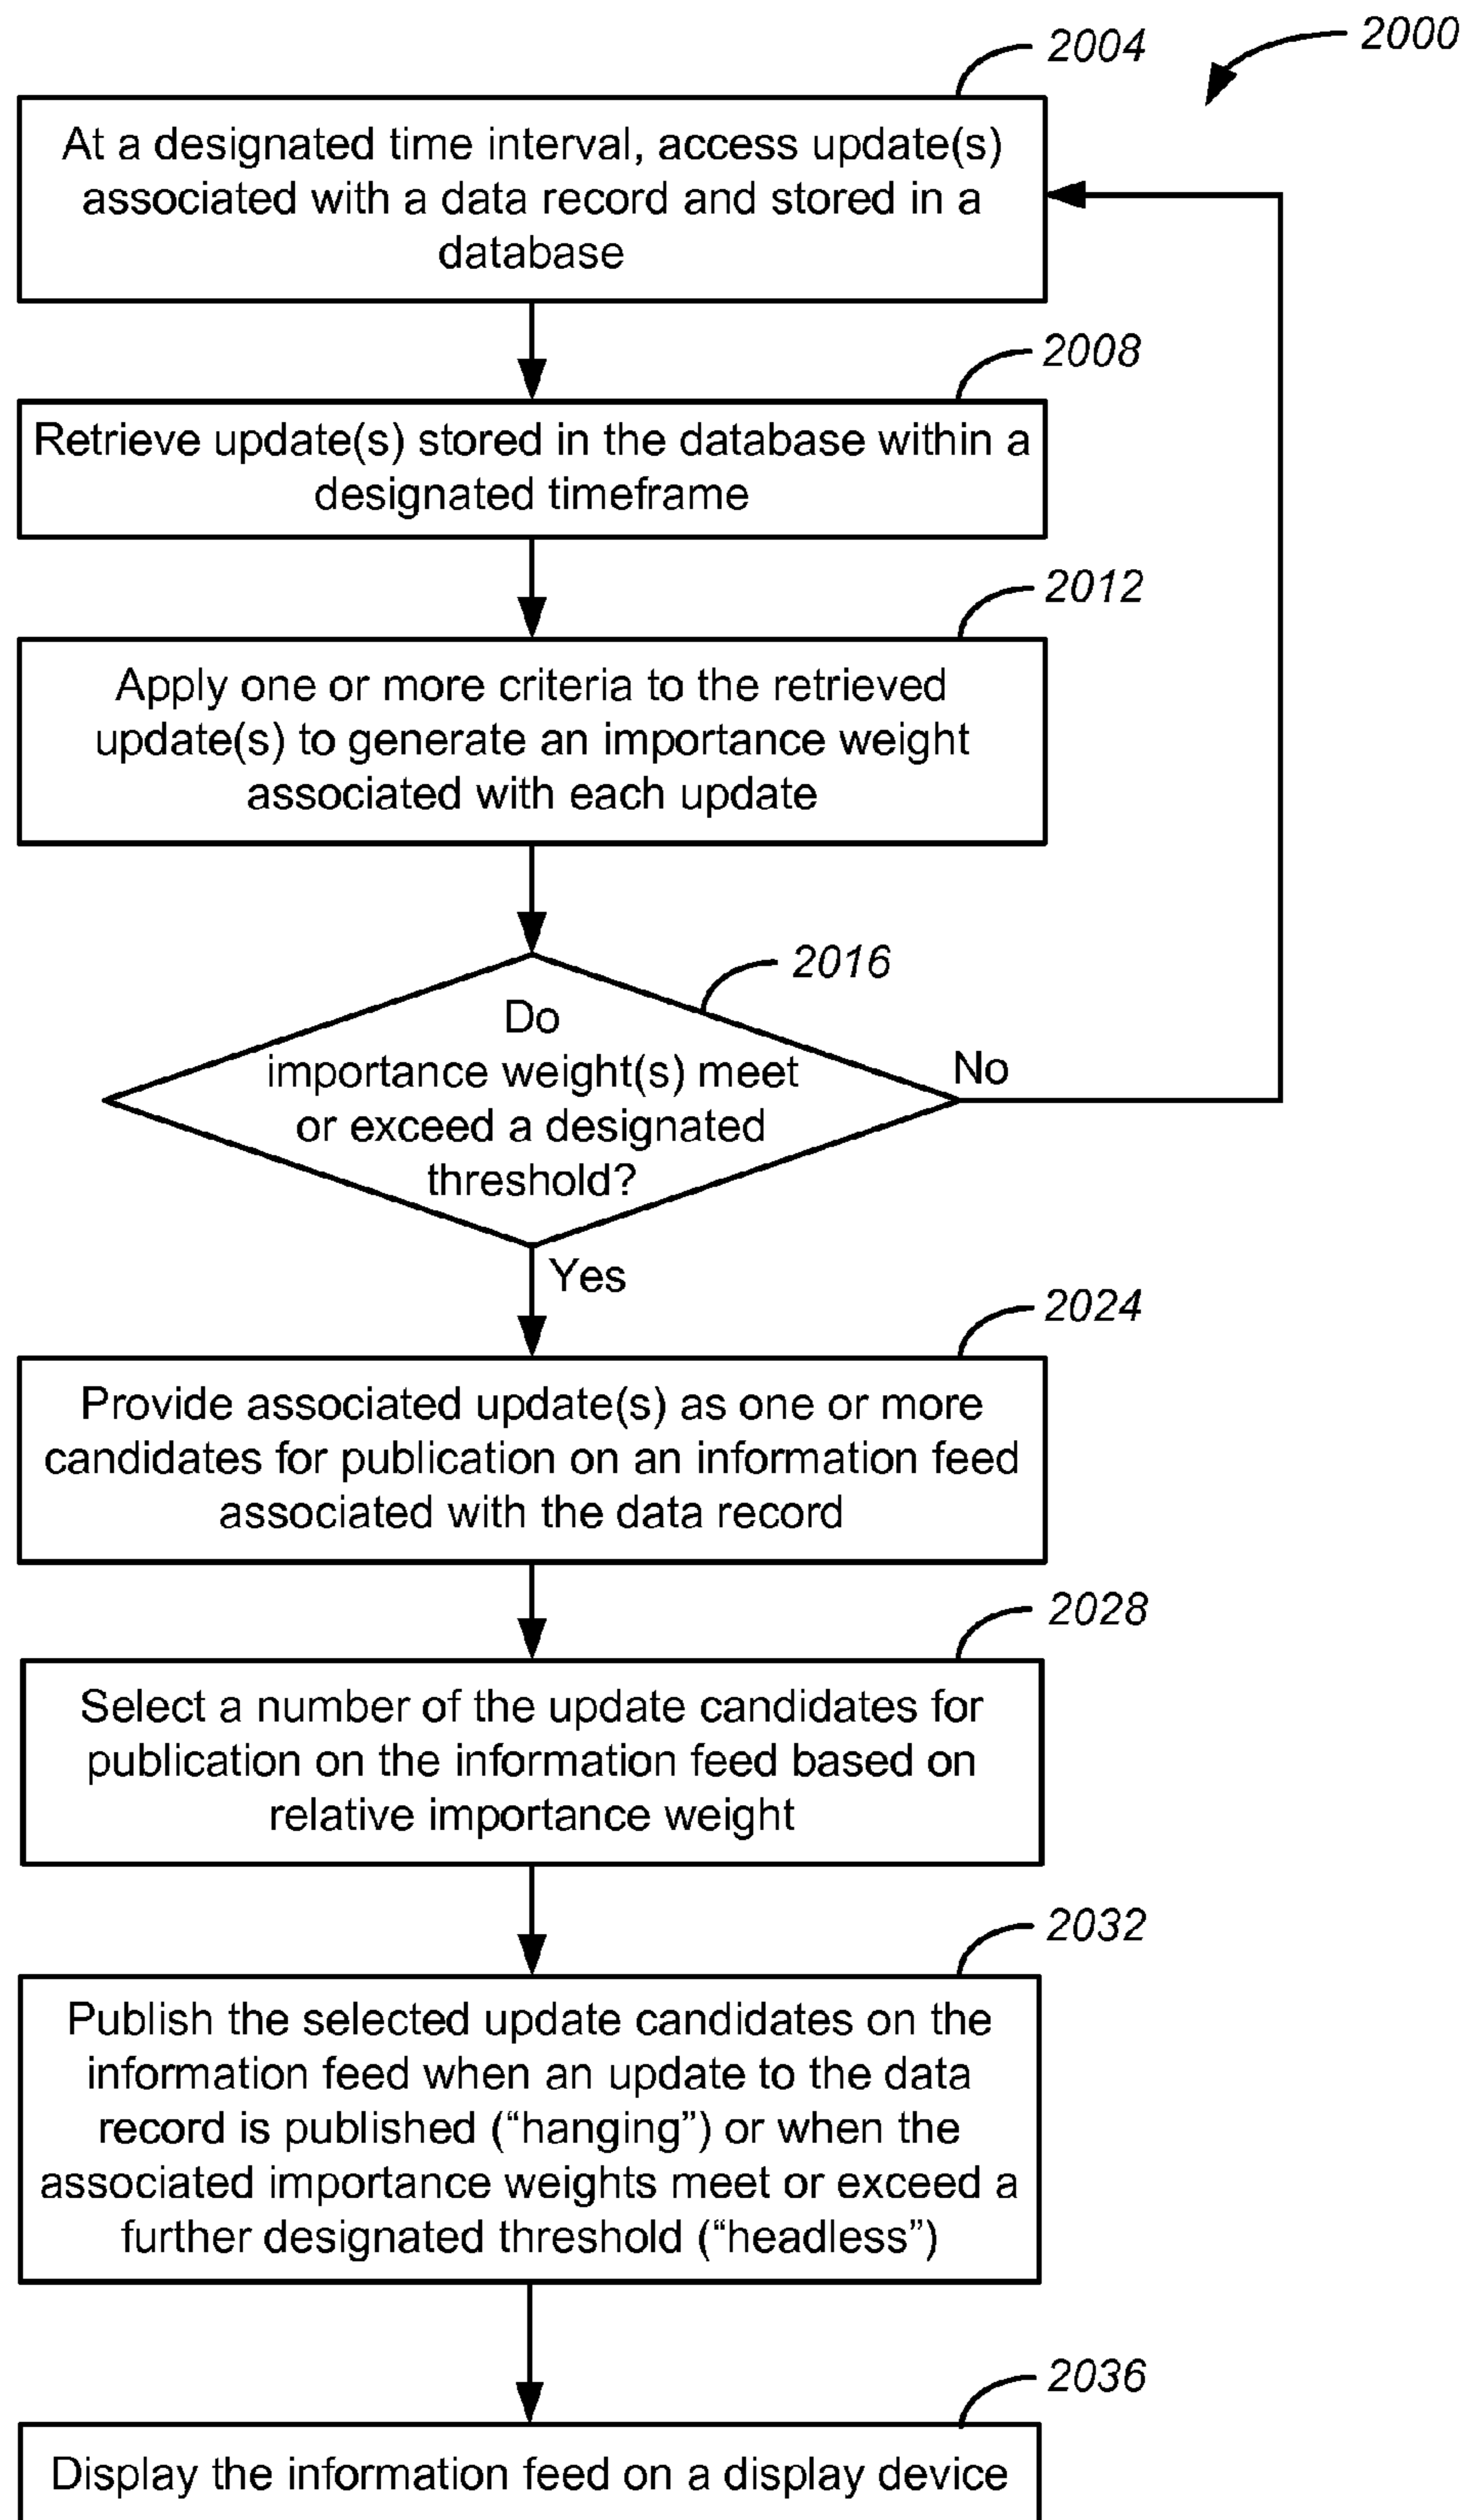 2000
2004
At a designated time interval, access update(s)
associated with a data record and stored in a
database
2008
Retrieve update(s) stored in the database within a
designated timeframe
2012
Apply one or more criteria to the retrieved
update(s) to generate an importance weight
associated with each update
2016
Do
importance weight(s) meet
or exceed a designated
threshold?
No
Yes
2024
Provide associated update(s) as one or more
candidates for publication on an information feed
associated with the data record
2028
Select a number of the update candidates for
publication on the information feed based on
relative importance weight
2032
Publish the selected update candidates on the
information feed when an update to the data
record is published (“hanging”) or when the
associated importance weights meet or exceed a
further designated threshold (“headless”)
2036
Display the information feed on a display device